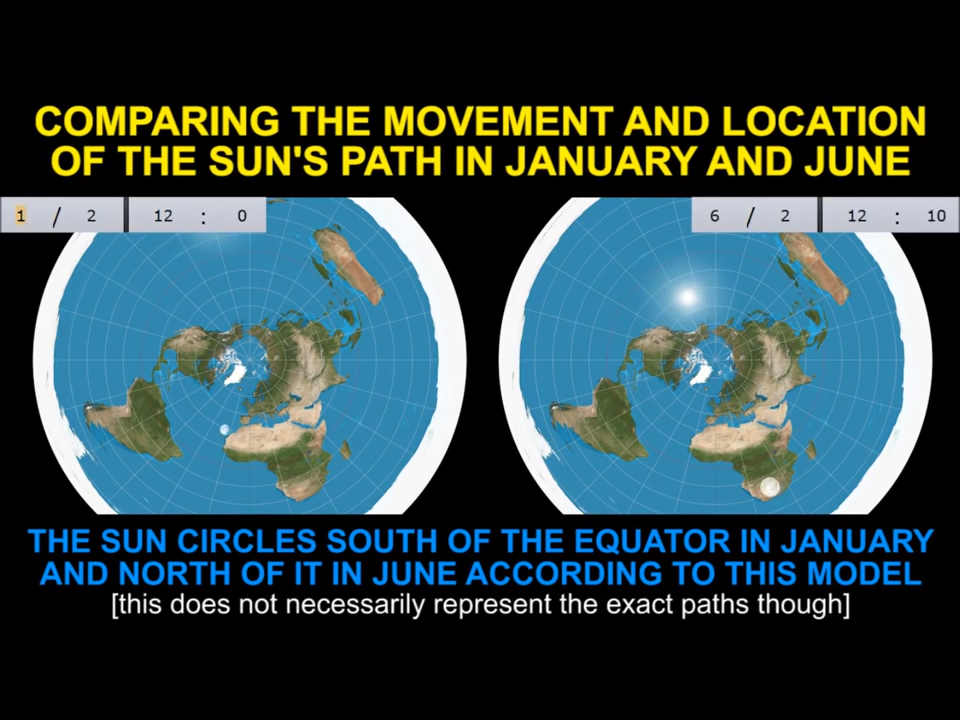 COMPARING THE MOVEMENT AND LOCATION
OF THE SUN'S PATH IN JANUARY AND JUNE
1 / 2 12 : 0
6 / 2 12 : 10
THE SUN CIRCLES SOUTH OF THE EQUATOR IN JANUARY
AND NORTH OF IT IN JUNE ACCORDING TO THIS MODEL
[this does not necessarily represent the exact paths though]